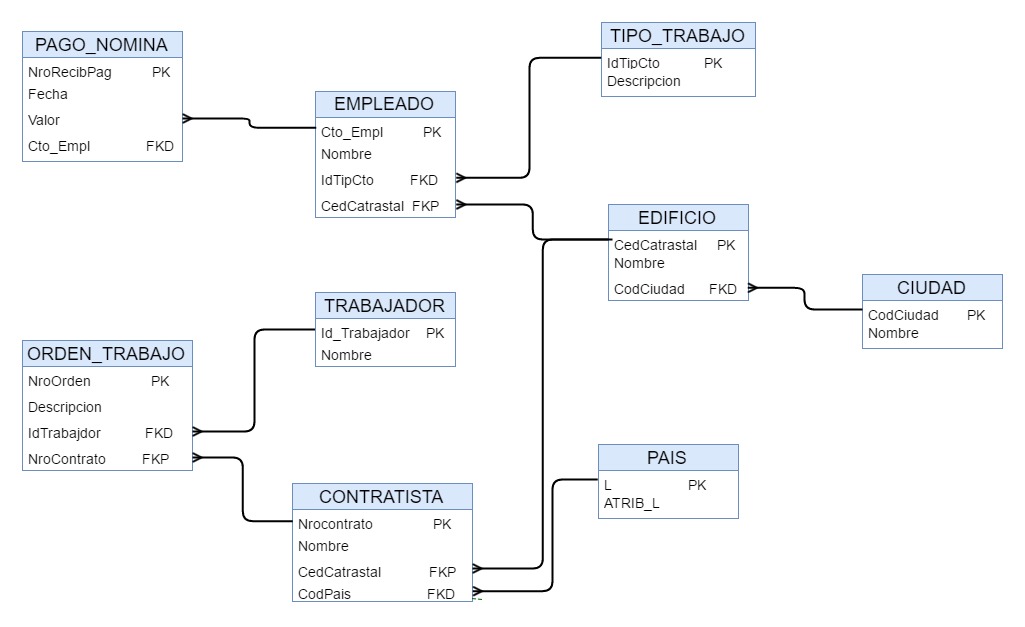 PAGO_NOMINA
NroRecibPag PK
Fecha
Valor
Cto_Empl FKD
EMPLEADO
Cto_Empl PK
Nombre
IdTipCto FKD
CedCatrastal FKP
TIPO_TRABAJO
IdTipCto PK
Descripcion
EDIFICIO
CedCatrastal PK
Nombre
CodCiudad FKD
CIUDAD
CodCiudad PK
Nombre
TRABAJADOR
Id_Trabajador PK
Nombre
ORDEN_TRABAJO
NroOrden PK
Descripcion
IdTrabajdor FKD
NroContrato FKP
CONTRATISTA
Nrocontrato PK
Nombre
CedCatrastal FKP
CodPais FKD
PAIS
L PK
ATRIB_L